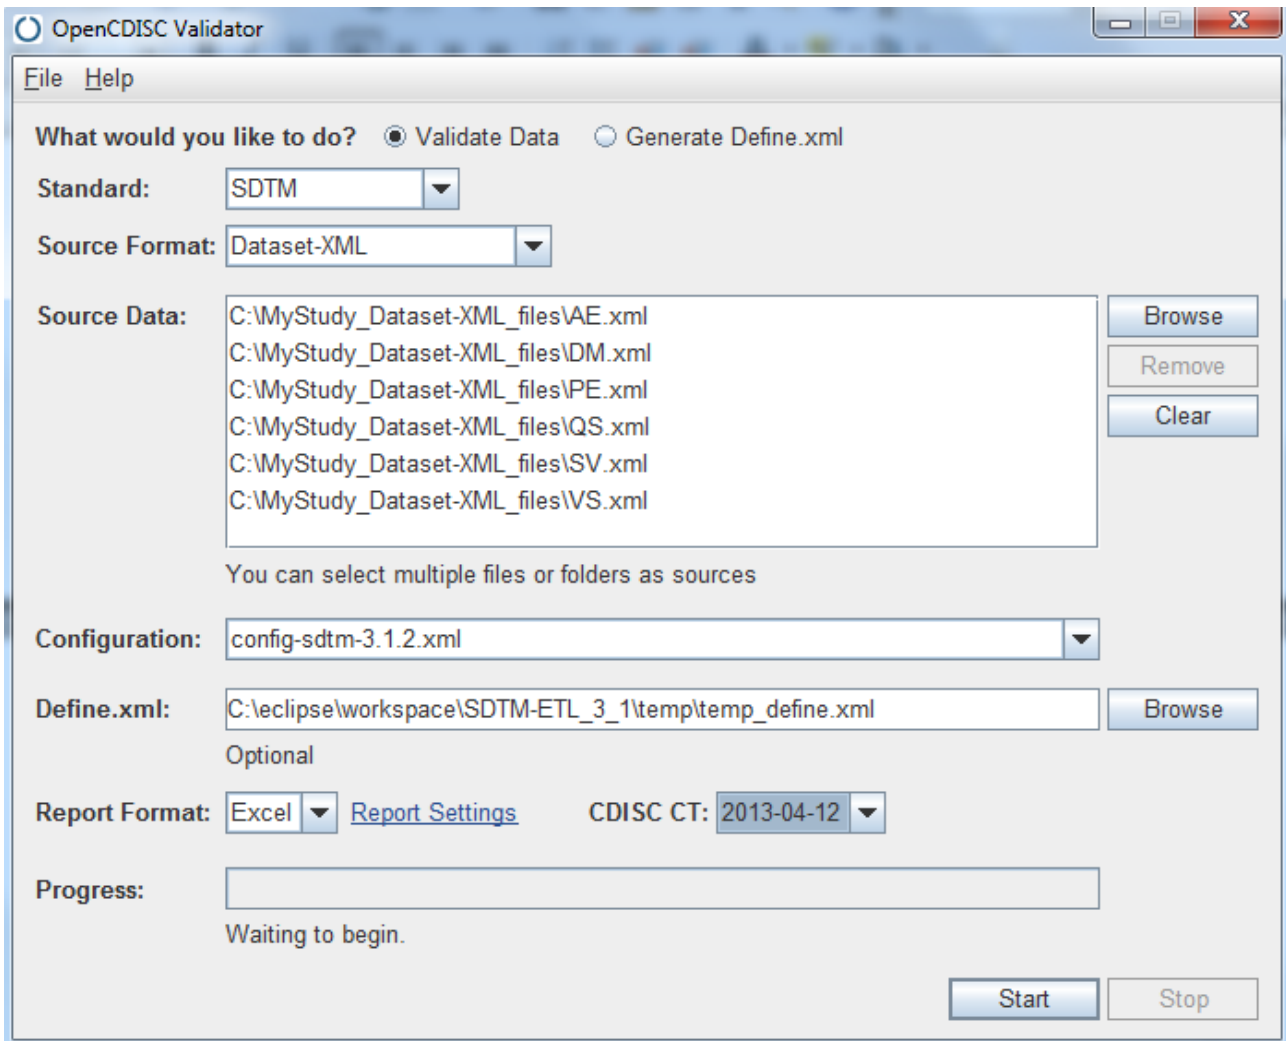 OpenCDISC Validator
File Help
What would you like to do? Validate Data Generate Define.xml
Standard: SDTM
Source Format: Dataset-XML
Source Data: C:\MyStudy_Dataset-XML_files\AE.xml Browse
C:\MyStudy_Dataset-XML_files\DM.xml
C:\MyStudy_Dataset-XML_files\PE.xml Remove
C:\MyStudy_Dataset-XML_files\QS.xml Clear
C:\MyStudy_Dataset-XML_files\SV.xml
C:\MyStudy_Dataset-XML_files\VS.xml
You can select multiple files or folders as sources
Configuration: config-sdtm-3.1.2.xml
Define.xml: C:\eclipse\workspace\SDTM-ETL_3_1\temp\temp_define.xml Browse
Optional
Report Format: Excel Report Settings CDISC CT: 2013-04-12
Progress:
Waiting to begin.
Start Stop